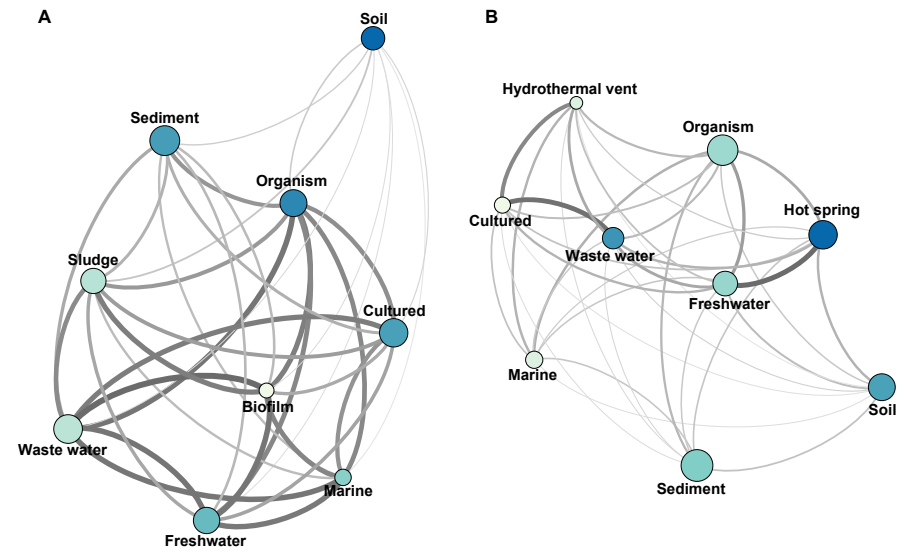 A
Soil
Sediment
Organism
Sludge
Cultured
Biofilm
Waste water
Marine
Freshwater
B
Hydrothermal vent
Organism
Cultured
Hot spring
Waste water
Freshwater
Marine
Soil
Sediment